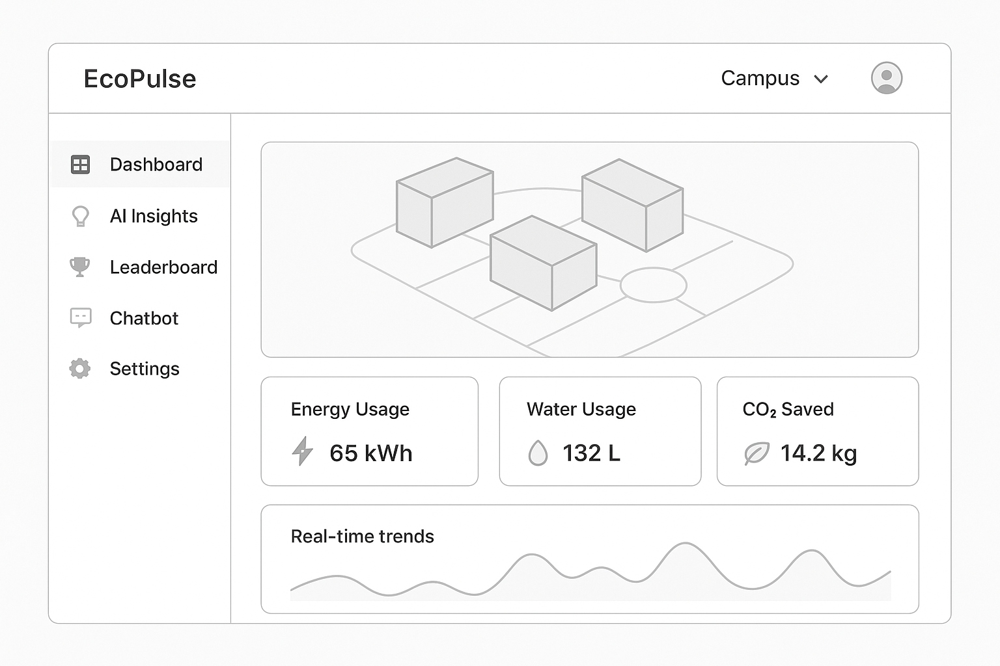 EcoPulse
Campus
Dashboard
AI Insights
Leaderboard
Chatbot
Settings
Energy Usage
65 kWh
Water Usage
132 L
CO₂ Saved
14.2 kg
Real-time trends